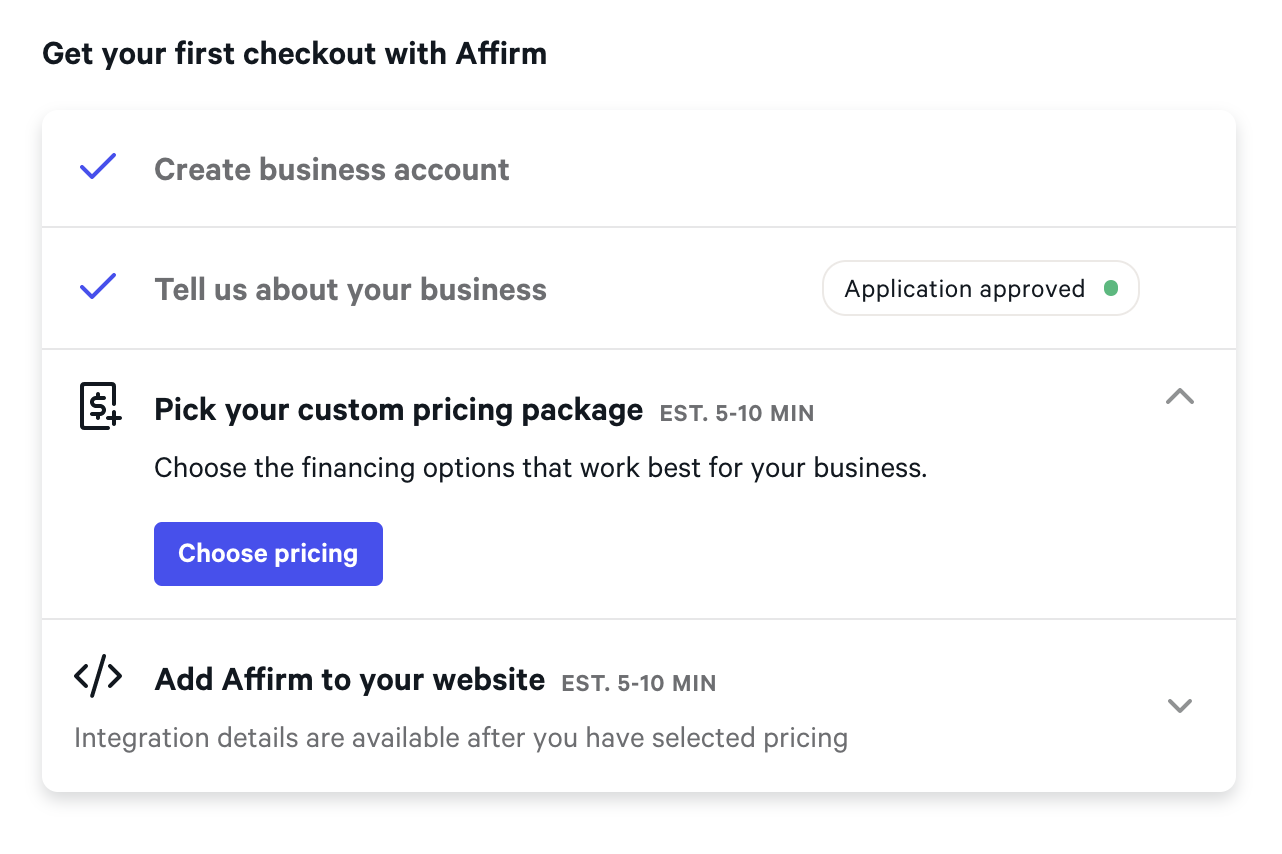 Get your first checkout with Affirm
Create business account
Tell us about your business
Application approved
Pick your custom pricing package EST. 5-10 MIN
Choose the financing options that work best for your business.
Choose pricing
Add Affirm to your website EST. 5-10 MIN
Integration details are available after you have selected pricing